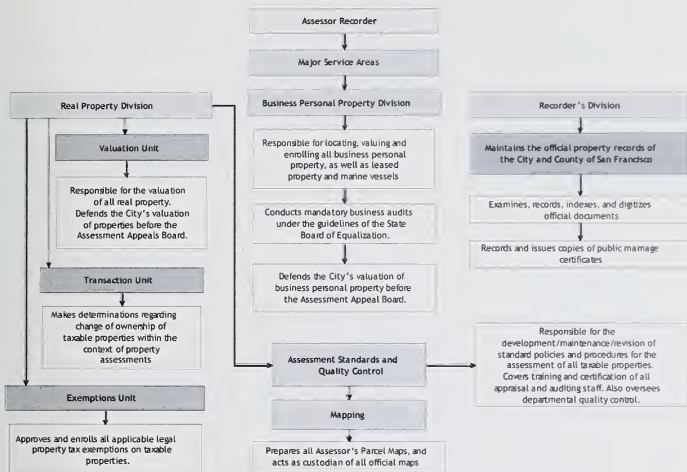 Assessor Recorder
Major Service Areas
Real Property Division
Business Personal Property Division
Recorder's Division
Valuation Unit
Responsible for the valuation
of all real property.
Defends the City's valuation
of properties before the
Assessment Appeals Board.
Transaction Unit
Makes determinations regarding
change of ownership of
taxable properties within the
context of property
assessments
Exemptions Unit
Approves and enrolls all applicable legal
property tax exemptions on taxable
properties.
Responsible for locating, valuing and
enrolling all business personal
property, as well as leased
property and marine vessels
Conducts mandatory business audits
under the guidelines of the State
Board of Equalization.
Defends the City's valuation of
business personal property before
the Assessment Appeal Board.
Assessment Standards and
Quality Control
Mapping
Prepares all Assessor's Parcel Maps, and
acts as custodian of all official maps
Maintains the official property records of
the City and County of San Francisco
Examines, records, indexes, and digitizes
official documents
Records and issues copies of public marriage
certificates
Responsible for the
development/maintenance/revision of
standard policies and procedures for the
assessment of all taxable properties.
Covers training and certification of all
appraisal and auditing staff. Also oversees
departmental quality control.